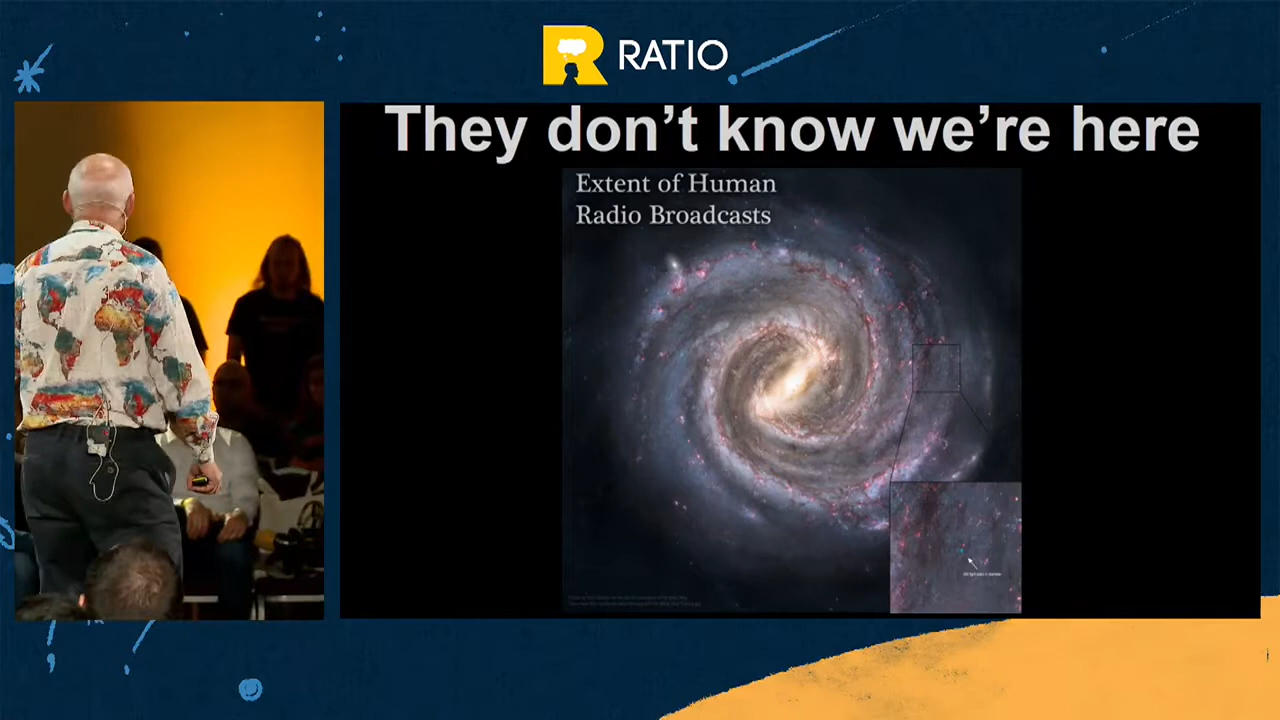 RATIO
They don’t know we’re here
Extent of Human
Radio Broadcasts